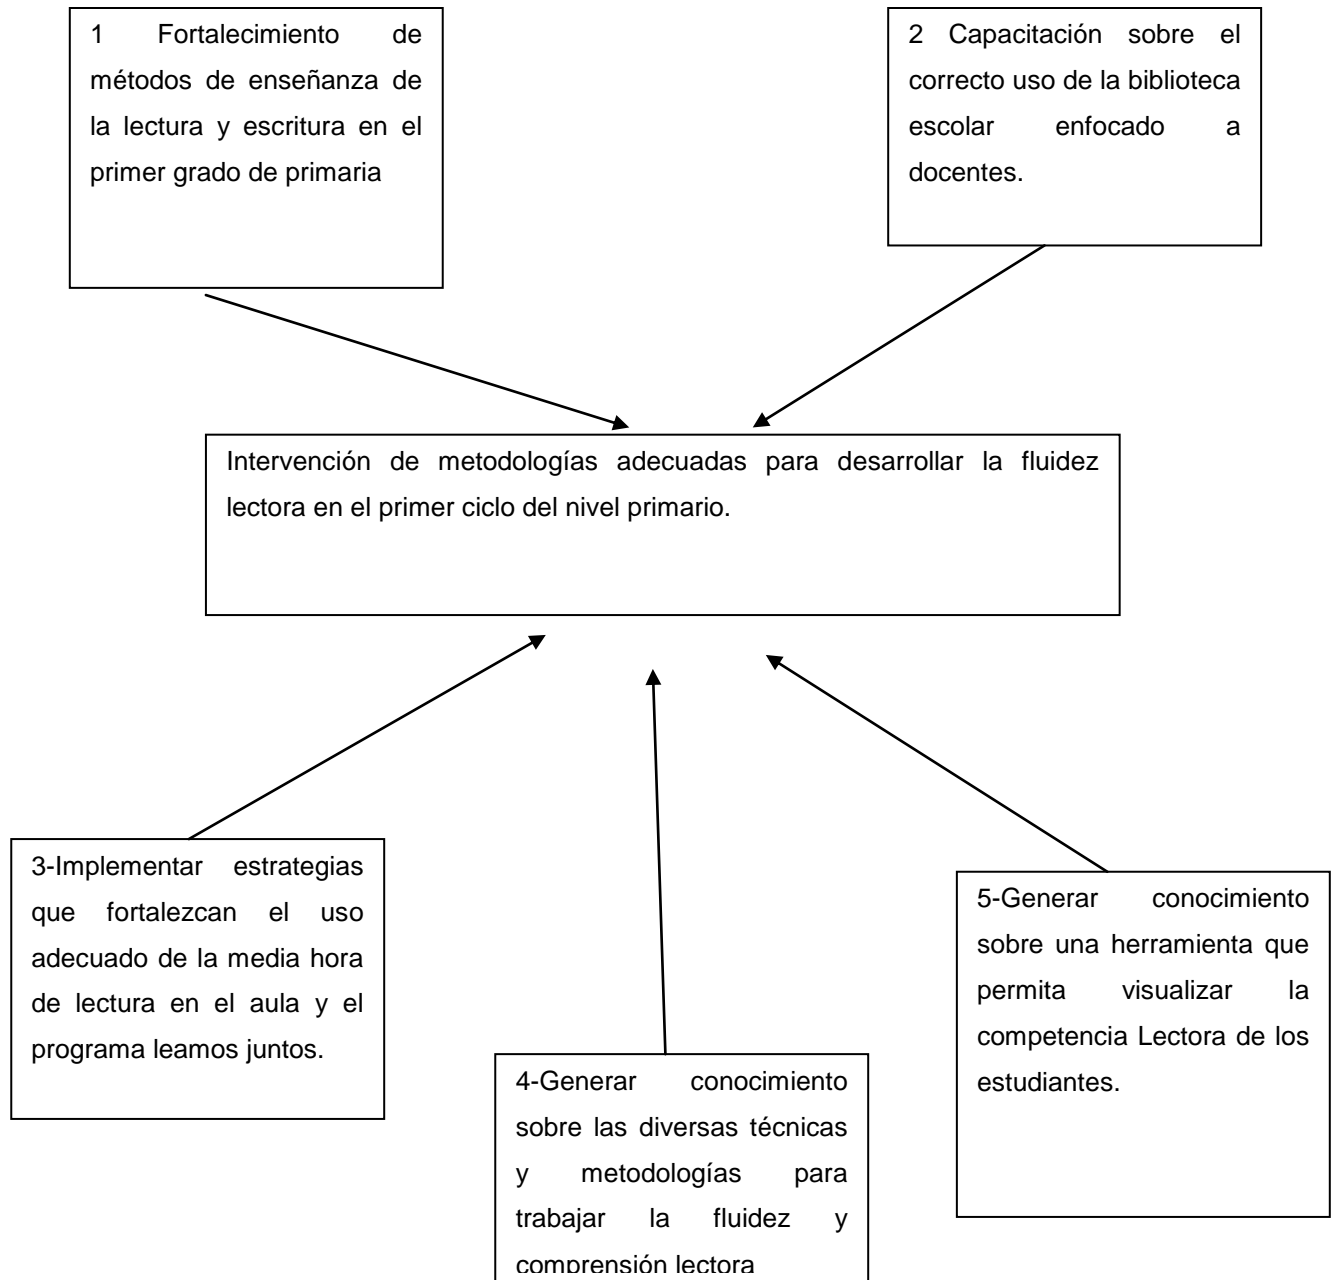 1 Fortalecimiento de
métodos de enseñanza de
la lectura y escritura en el
primer grado de primaria
2 Capacitación sobre el
correcto uso de la biblioteca
escolar enfocado a
docentes.
Intervención de metodologías adecuadas para desarrollar la fluidez
lectora en el primer ciclo del nivel primario.
3-Implementar estrategias
que fortalezcan el uso
adecuado de la media hora
de lectura en el aula y el
programa leamos juntos.
4-Generar conocimiento
sobre las diversas técnicas
y metodologías para
trabajar la fluidez y
comprensión lectora
5-Generar conocimiento
sobre una herramienta que
permita visualizar la
competencia Lectora de los
estudiantes.